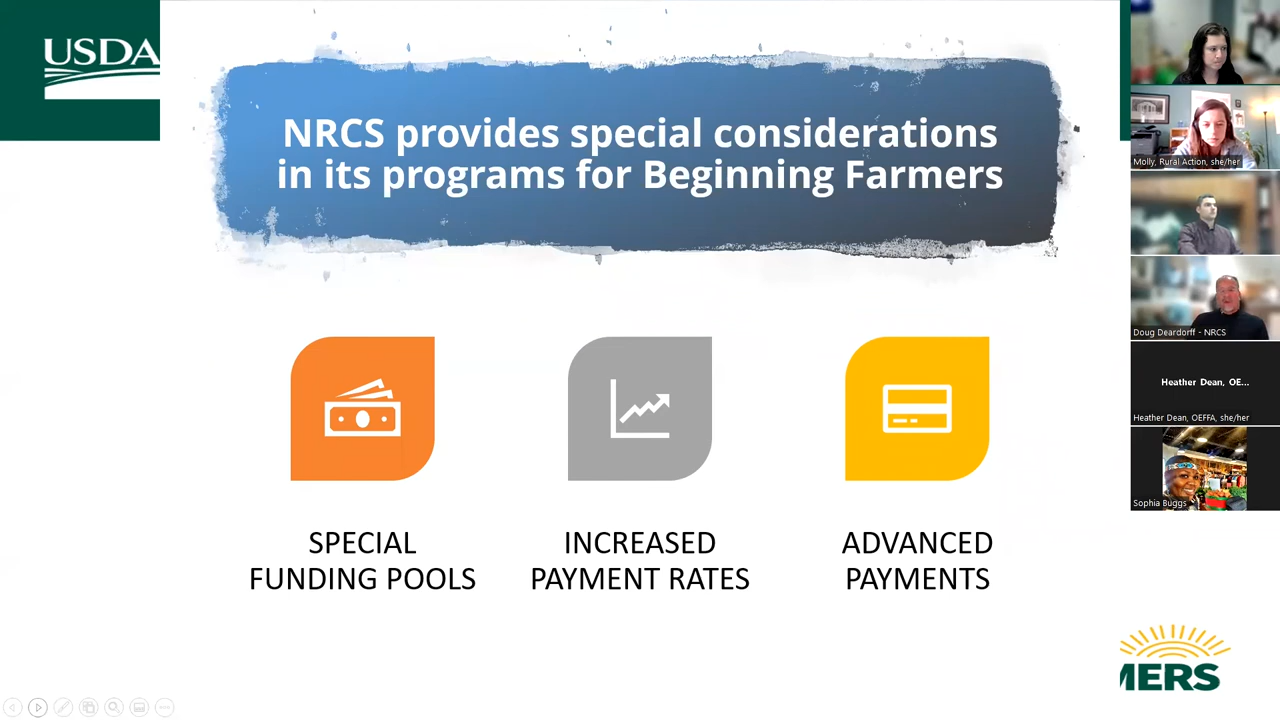 USDA
NRCS provides special considerations
in its programs for Beginning Farmers
SPECIAL
FUNDING POOLS
INCREASED
PAYMENT RATES
ADVANCED
PAYMENTS
Molly, Rural Action, she/her
Doug Deardorff - NRCS
Heather Dean, OE...
Heather Dean, OEFFA, she/her
Sophia Buggs
MERS